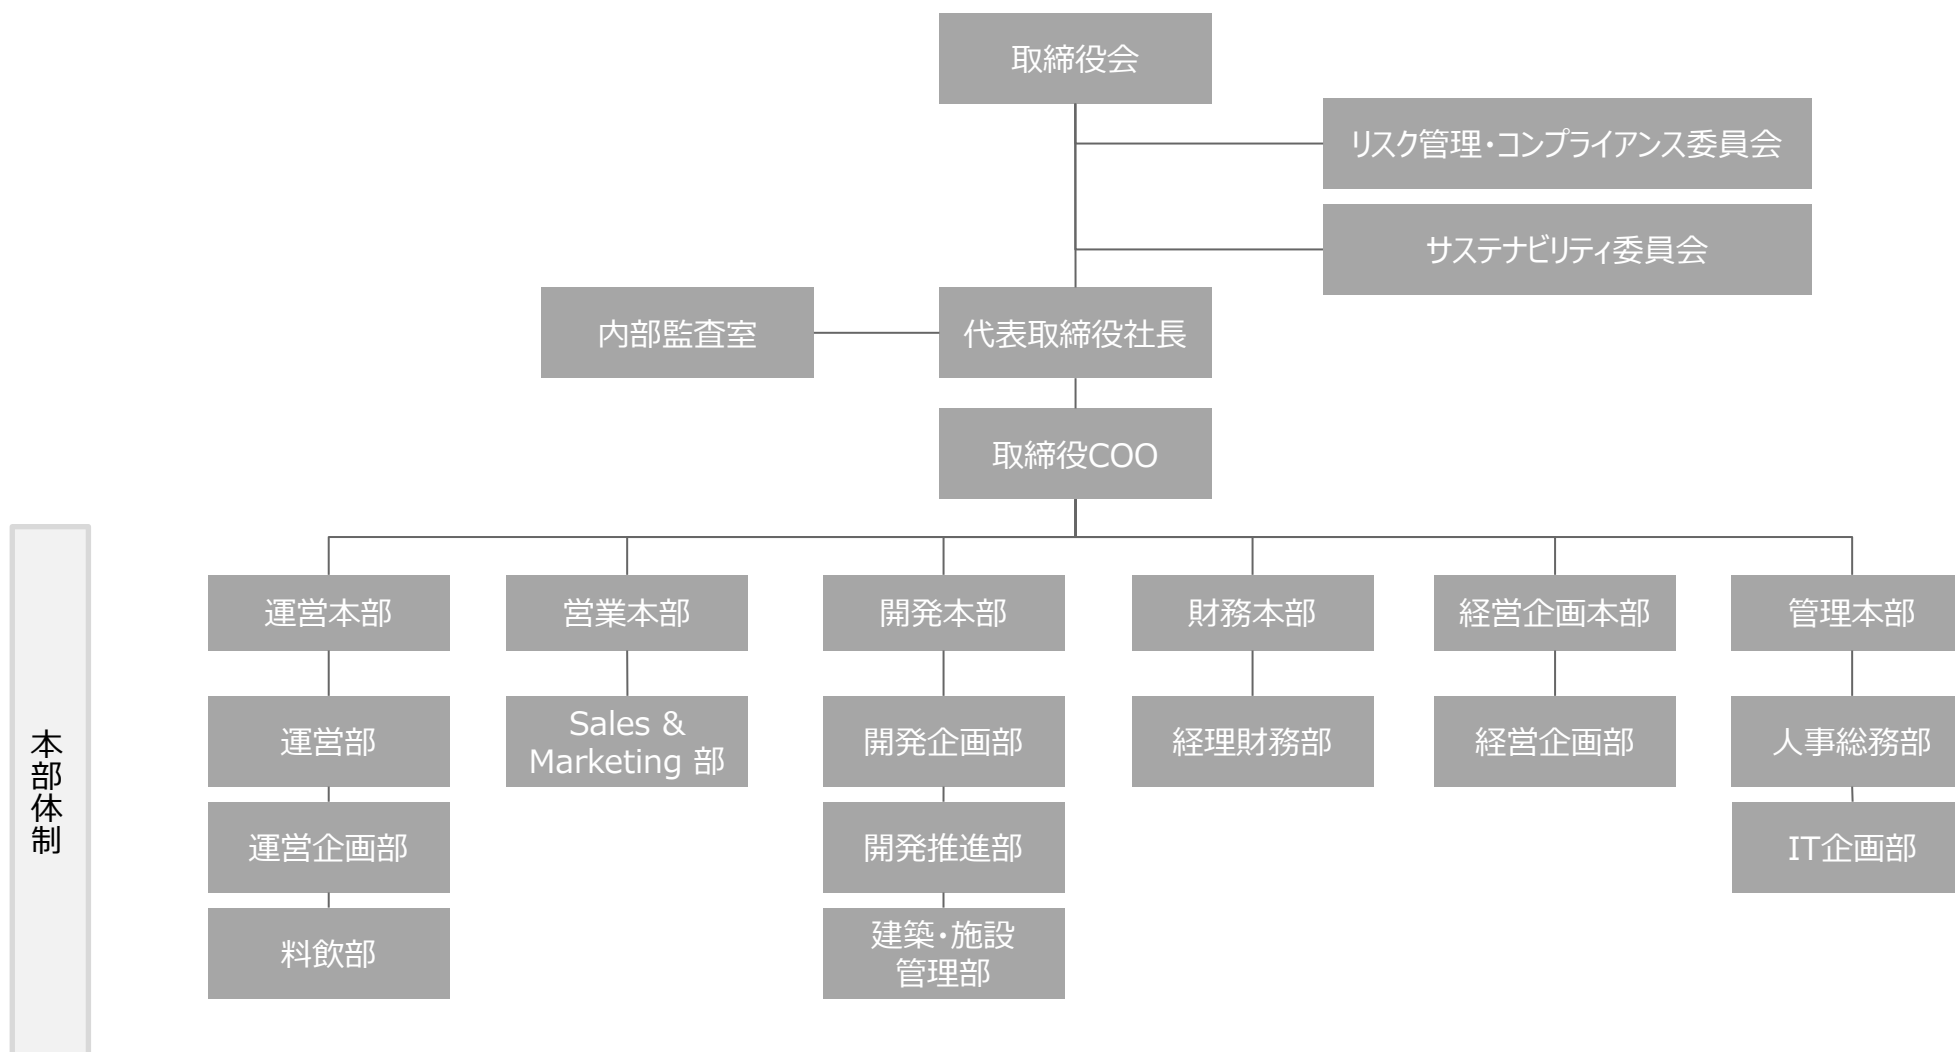 取締役会
リスク管理・コンプライアンス委員会
サステナビリティ委員会
内部監査室
代表取締役社長
取締役COO
本部体制
運営本部
営業本部
開発本部
財務本部
経営企画本部
管理本部
運営部
Sales &
Marketing 部
開発企画部
経理財務部
経営企画部
人事総務部
運営企画部
開発推進部
IT企画部
料飲部
建築・施設
管理部